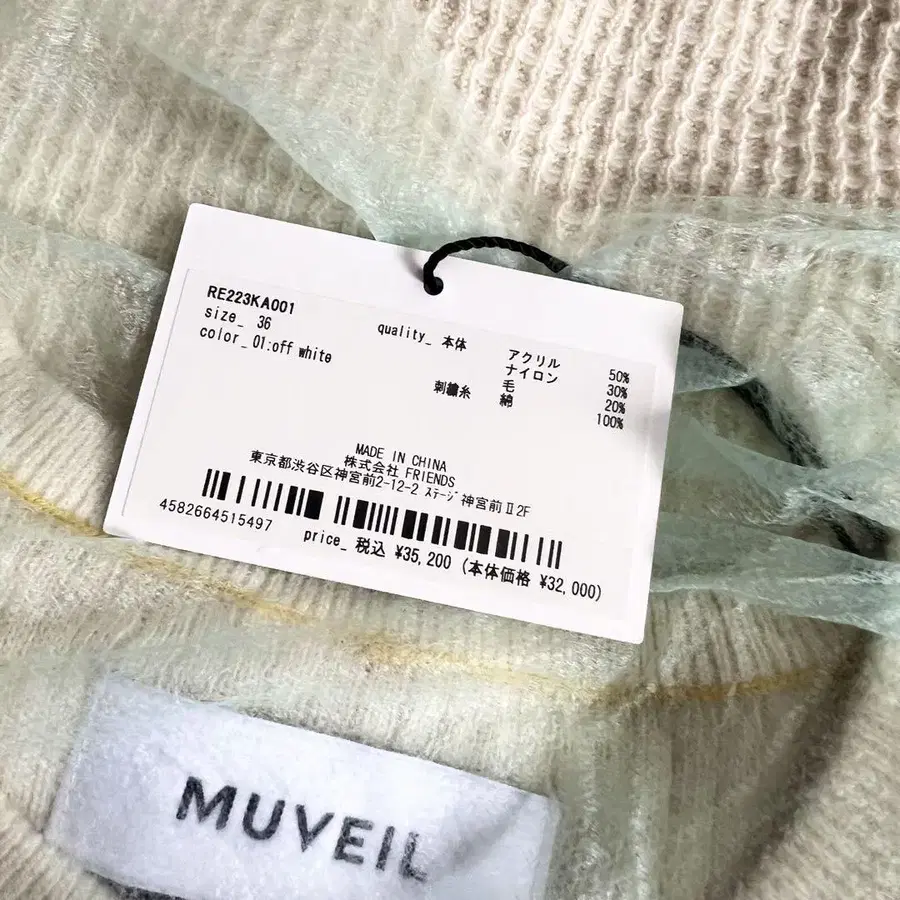 RE223KA001
size_ 36
color_ 01:off white
quality_ 本体 アクリル 50%
ナイロン 30%
毛 20%
刺繍糸 綿 100%
MADE IN CHINA
株式会社 FRIENDS
東京都渋谷区神宮前2-12-2 ｽﾃｰｼﾞ神宮前Ⅱ2F
4582664515497
price_ 税込 ¥35,200 (本体価格 ¥32,000)
MUVEIL